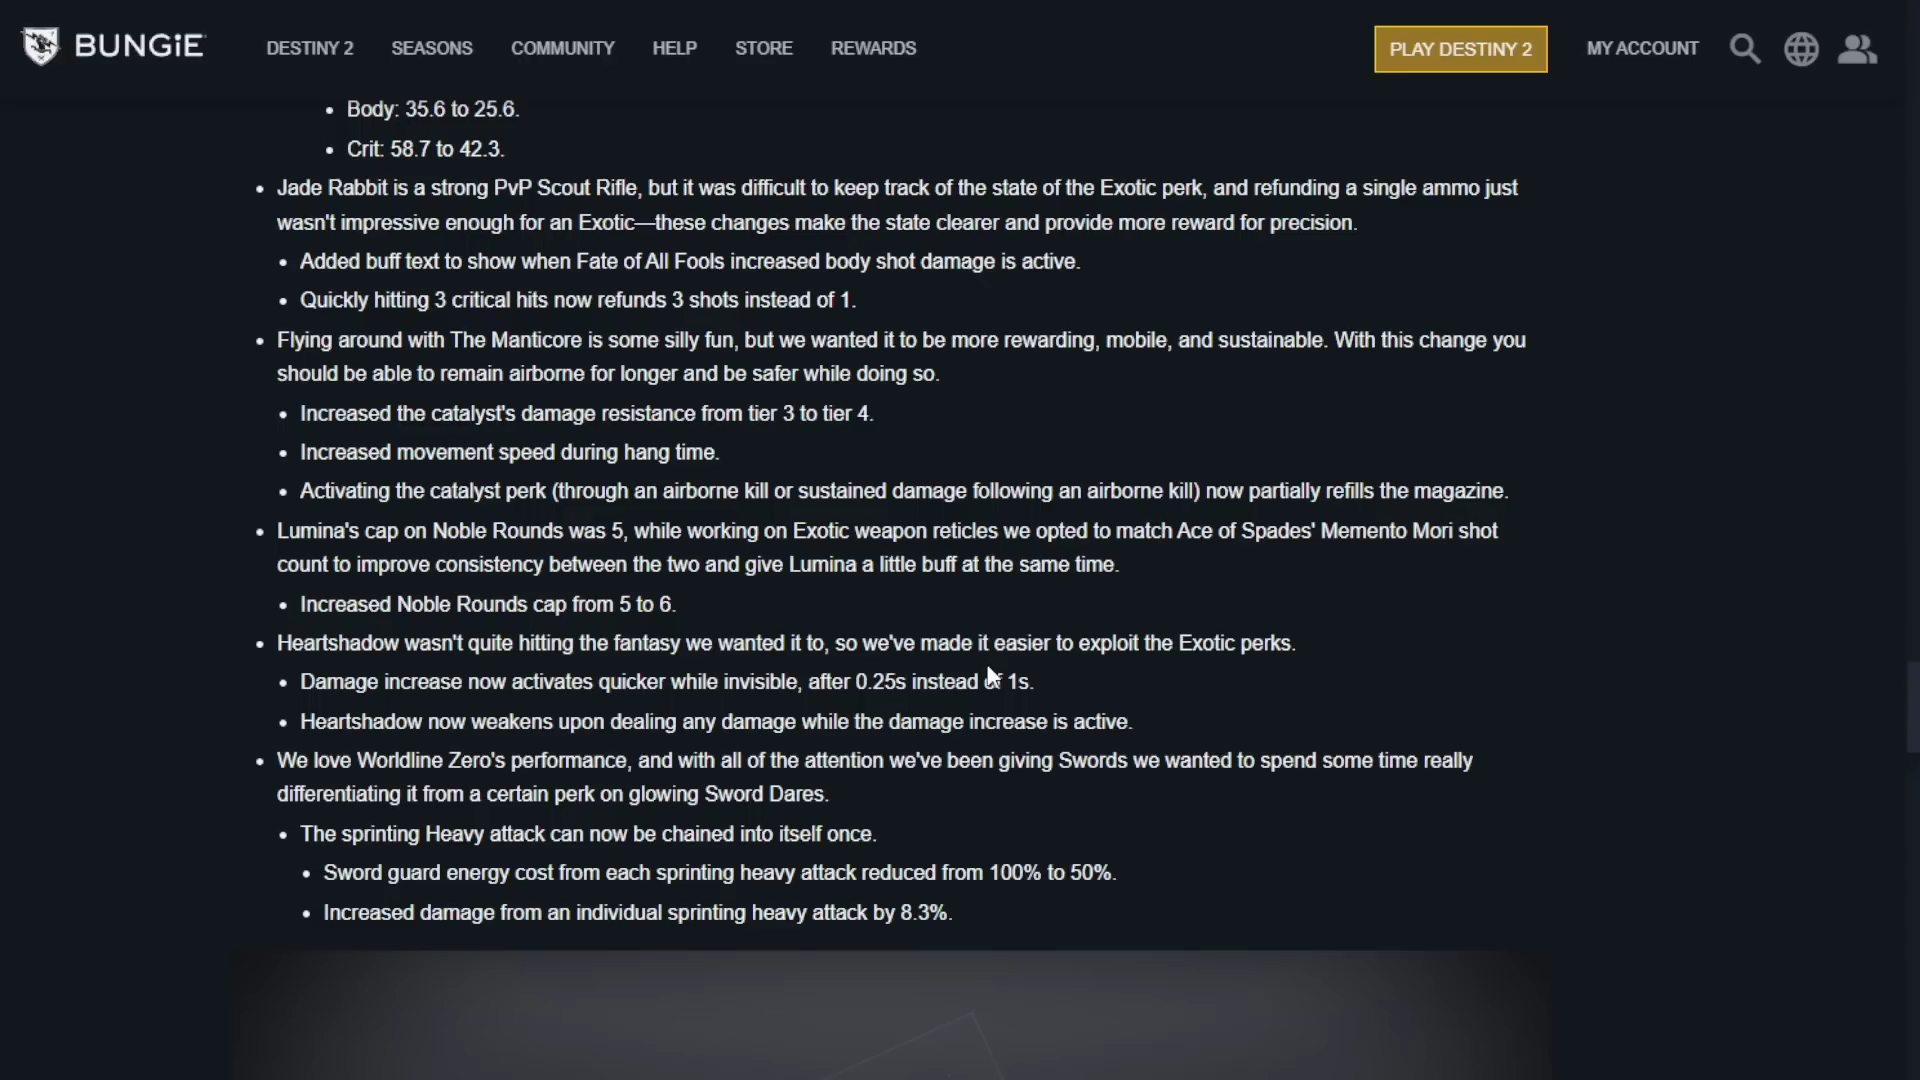 BUNGiE
DESTINY 2 SEASONS COMMUNITY HELP STORE REWARDS PLAY DESTINY 2 MY ACCOUNT
• Body: 35.6 to 25.6.
• Crit: 58.7 to 42.3.
• Jade Rabbit is a strong PvP Scout Rifle, but it was difficult to keep track of the state of the Exotic perk, and refunding a single ammo just
wasn't impressive enough for an Exotic—these changes make the state clearer and provide more reward for precision.
• Added buff text to show when Fate of All Fools increased body shot damage is active.
• Quickly hitting 3 critical hits now refunds 3 shots instead of 1.
• Flying around with The Manticore is some silly fun, but we wanted it to be more rewarding, mobile, and sustainable. With this change you
should be able to remain airborne for longer and be safer while doing so.
• Increased the catalyst's damage resistance from tier 3 to tier 4.
• Increased movement speed during hang time.
• Activating the catalyst perk (through an airborne kill or sustained damage following an airborne kill) now partially refills the magazine.
• Lumina's cap on Noble Rounds was 5, while working on Exotic weapon reticles we opted to match Ace of Spades' Memento Mori shot
count to improve consistency between the two and give Lumina a little buff at the same time.
• Increased Noble Rounds cap from 5 to 6.
• Heartshadow wasn't quite hitting the fantasy we wanted it to, so we've made it easier to exploit the Exotic perks.
• Damage increase now activates quicker while invisible, after 0.25s instead of 1s.
• Heartshadow now weakens upon dealing any damage while the damage increase is active.
• We love Worldline Zero's performance, and with all of the attention we've been giving Swords we wanted to spend some time really
differentiating it from a certain perk on glowing Sword Dares.
• The sprinting Heavy attack can now be chained into itself once.
• Sword guard energy cost from each sprinting heavy attack reduced from 100% to 50%.
• Increased damage from an individual sprinting heavy attack by 8.3%.